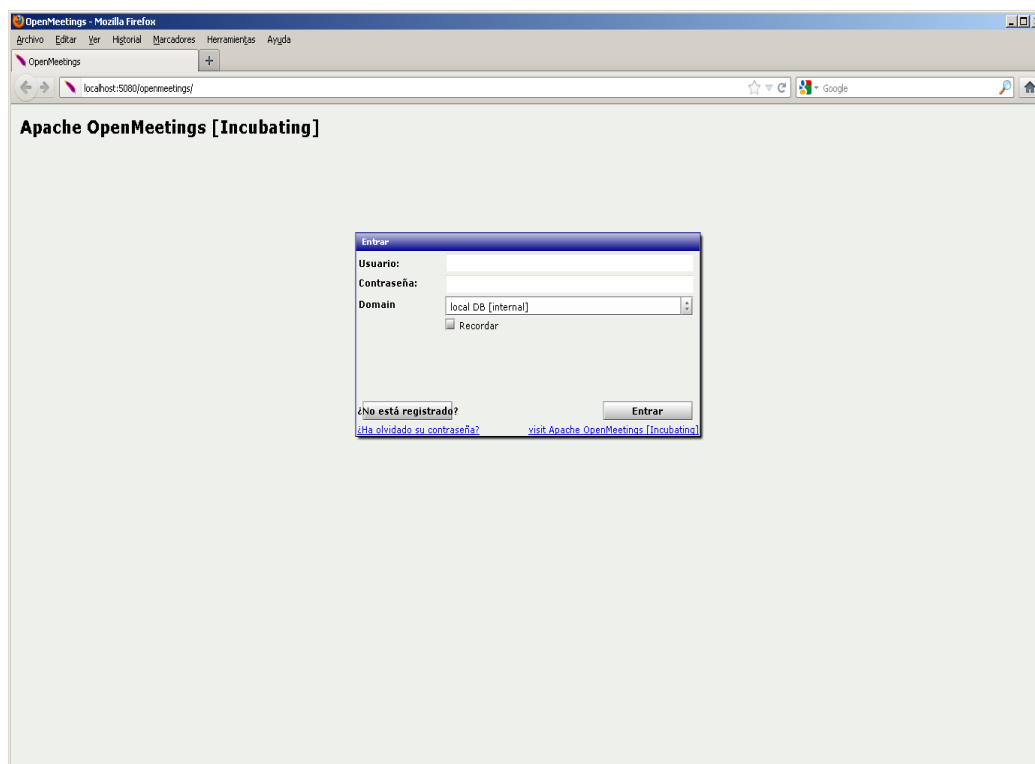 OpenMeetings - Mozilla Firefox
Archivo Editar Ver Historial Marcadores Herramientas Ayuda
OpenMeetings
localhost:5080/openmeetings/ Google
Apache OpenMeetings [Incubating]
Entrar
Usuario:
Contraseña:
Domain local DB [internal]
Recordar
¿No está registrado? Entrar
¿Ha olvidado su contraseña? visit Apache OpenMeetings [Incubating]